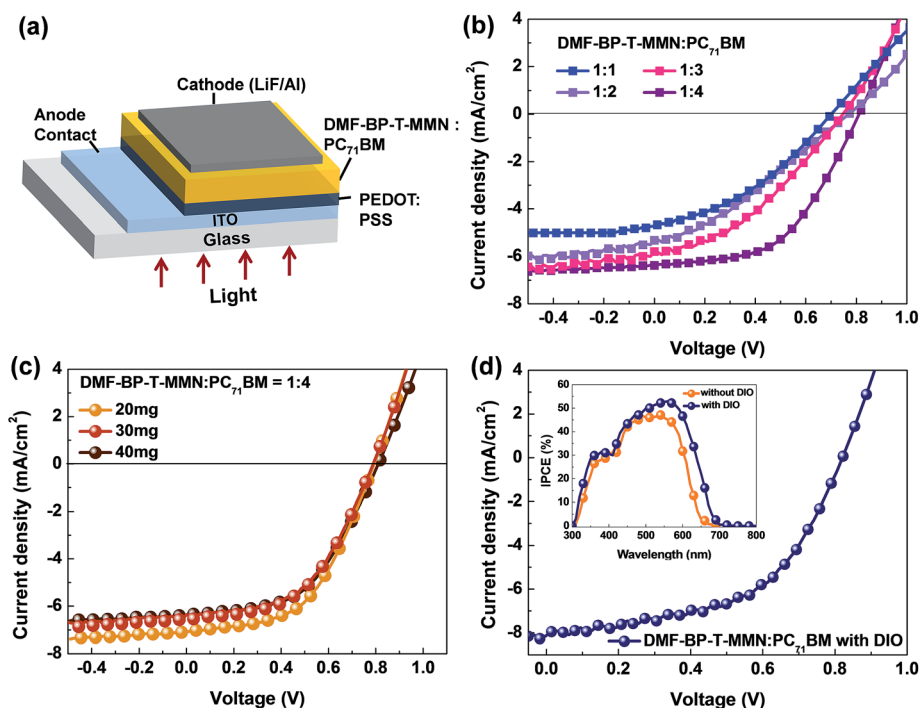 (a)
Cathode (LiF/Al)
Anode
Contact
DMF-BP-T-MMN :
PC₇₁BM
PEDOT:
PSS
ITO
Glass
Light
(b)
DMF-BP-T-MMN:PC₇₁BM
1:1
1:3
1:2
1:4
Current density (mA/cm²)
4
2
0
-2
-4
-6
-8
-0.4
-0.2
0.0
0.2
0.4
0.6
0.8
1.0
Voltage (V)
(c)
DMF-BP-T-MMN:PC₇₁BM = 1:4
20mg
30mg
40mg
Current density (mA/cm²)
4
2
0
-2
-4
-6
-8
-0.4
-0.2
0.0
0.2
0.4
0.6
0.8
1.0
Voltage (V)
(d)
without DIO
with DIO
IPCE (%)
60
50
40
30
20
10
0
300
400
500
600
700
800
Wavelength (nm)
DMF-BP-T-MMN:PC₇₁BM with DIO
Current density (mA/cm²)
4
2
0
-2
-4
-6
-8
0.0
0.2
0.4
0.6
0.8
1.0
Voltage (V)